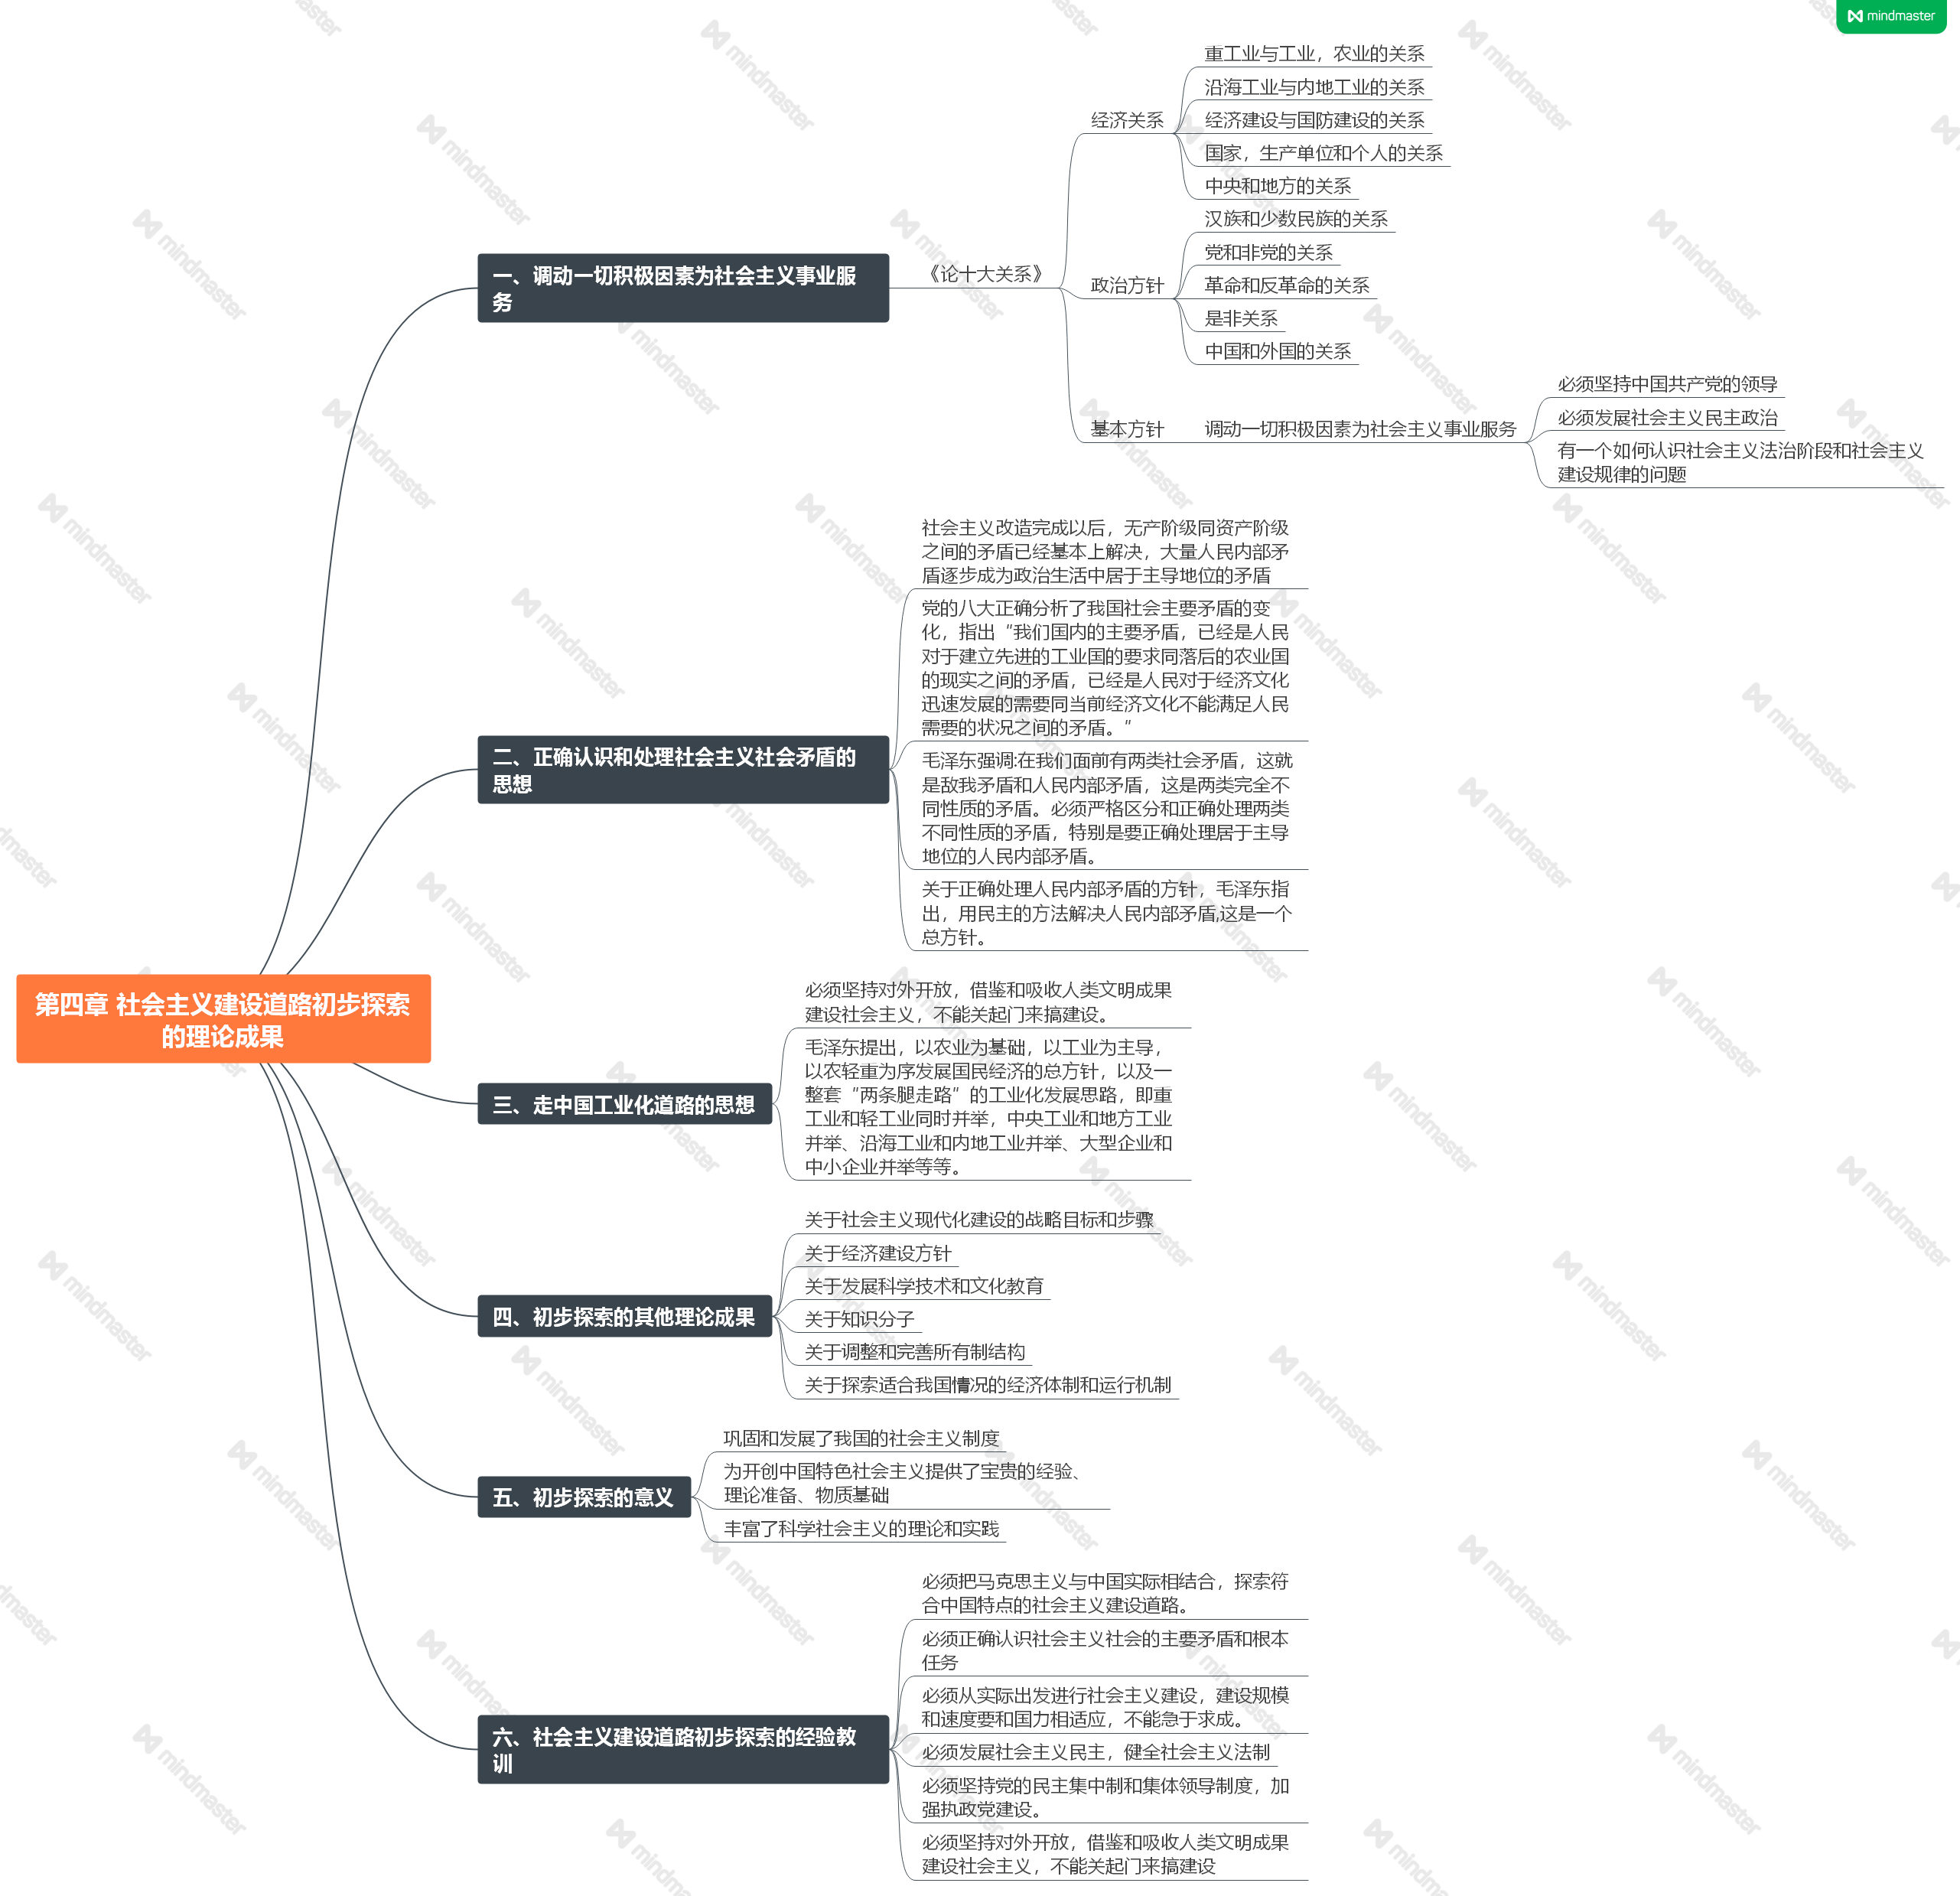 mindmaster
第四章 社会主义建设道路初步探索
的理论成果
一、调动一切积极因素为社会主义事业服
务
《论十大关系》
经济关系
重工业与工业，农业的关系
沿海工业与内地工业的关系
经济建设与国防建设的关系
国家，生产单位和个人的关系
中央和地方的关系
政治方针
汉族和少数民族的关系
党和非党的关系
革命和反革命的关系
是非关系
中国和外国的关系
基本方针
调动一切积极因素为社会主义事业服务
必须坚持中国共产党的领导
必须发展社会主义民主政治
有一个如何认识社会主义法治阶段和社会主义
建设规律的问题
二、正确认识和处理社会主义社会矛盾的
思想
社会主义改造完成以后，无产阶级同资产阶级
之间的矛盾已经基本上解决，大量人民内部矛
盾逐步成为政治生活中居于主导地位的矛盾
党的八大正确分析了我国社会主要矛盾的变
化，指出“我们国内的主要矛盾，已经是人民
对于建立先进的工业国的要求同落后的农业国
的现实之间的矛盾，已经是人民对于经济文化
迅速发展的需要同当前经济文化不能满足人民
需要的状况之间的矛盾。”
毛泽东强调:在我们面前有两类社会矛盾，这就
是敌我矛盾和人民内部矛盾，这是两类完全不
同性质的矛盾。必须严格区分和正确处理两类
不同性质的矛盾，特别是要正确处理居于主导
地位的人民内部矛盾。
关于正确处理人民内部矛盾的方针，毛泽东指
出，用民主的方法解决人民内部矛盾,这是一个
总方针。
三、走中国工业化道路的思想
必须坚持对外开放，借鉴和吸收人类文明成果
建设社会主义，不能关起门来搞建设。
毛泽东提出，以农业为基础，以工业为主导，
以农轻重为序发展国民经济的总方针，以及一
整套“两条腿走路”的工业化发展思路，即重
工业和轻工业同时并举，中央工业和地方工业
并举、沿海工业和内地工业并举、大型企业和
中小企业并举等等。
四、初步探索的其他理论成果
关于社会主义现代化建设的战略目标和步骤
关于经济建设方针
关于发展科学技术和文化教育
关于知识分子
关于调整和完善所有制结构
关于探索适合我国情况的经济体制和运行机制
五、初步探索的意义
巩固和发展了我国的社会主义制度
为开创中国特色社会主义提供了宝贵的经验、
理论准备、物质基础
丰富了科学社会主义的理论和实践
六、社会主义建设道路初步探索的经验教
训
必须把马克思主义与中国实际相结合，探索符
合中国特点的社会主义建设道路。
必须正确认识社会主义社会的主要矛盾和根本
任务
必须从实际出发进行社会主义建设，建设规模
和速度要和国力相适应，不能急于求成。
必须发展社会主义民主，健全社会主义法制
必须坚持党的民主集中制和集体领导制度，加
强执政党建设。
必须坚持对外开放，借鉴和吸收人类文明成果
建设社会主义，不能关起门来搞建设